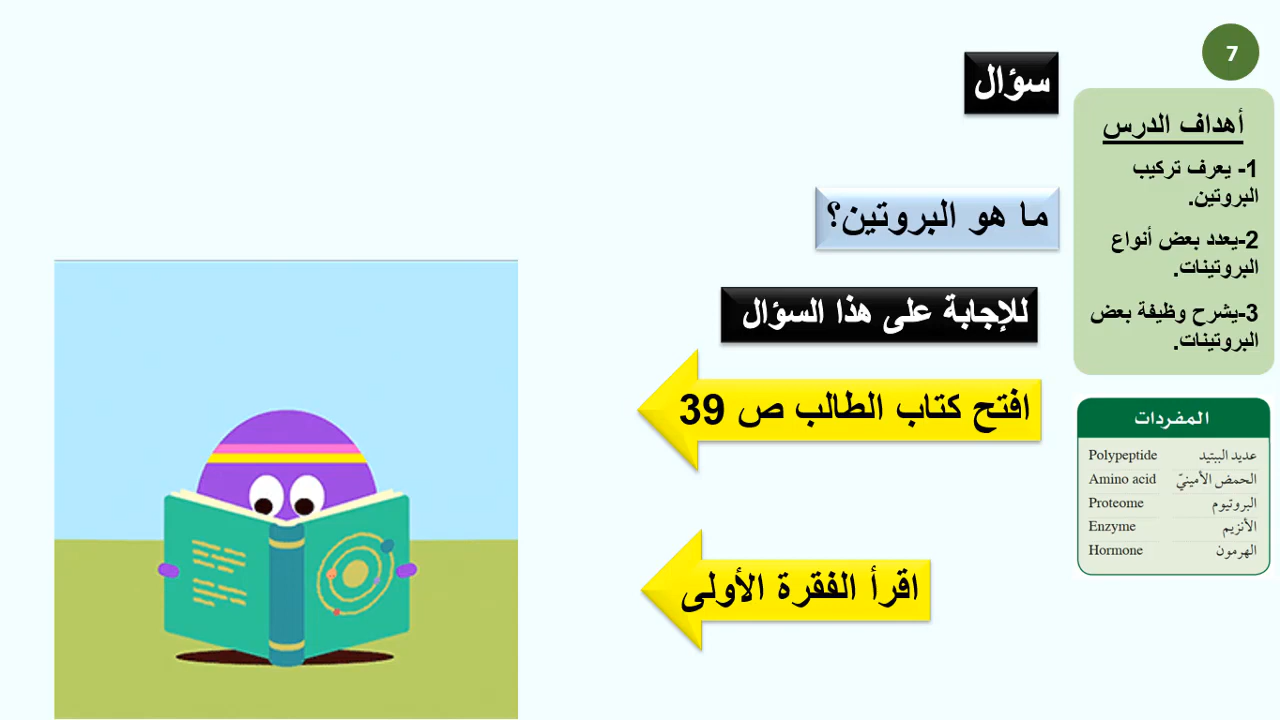 7
سؤال
أهداف الدرس
1- يعرف تركيب
البروتين.
2-يعدد بعض أنواع
البروتينات.
3-يشرح وظيفة بعض
البروتينات.
ما هو البروتين؟
للإجابة على هذا السؤال
افتح كتاب الطالب ص 39
اقرأ الفقرة الأولى
المفردات
عديد الببتيد Polypeptide
الحمض الأمينيّ Amino acid
البروتيوم Proteome
الأنزيم Enzyme
الهرمون Hormone